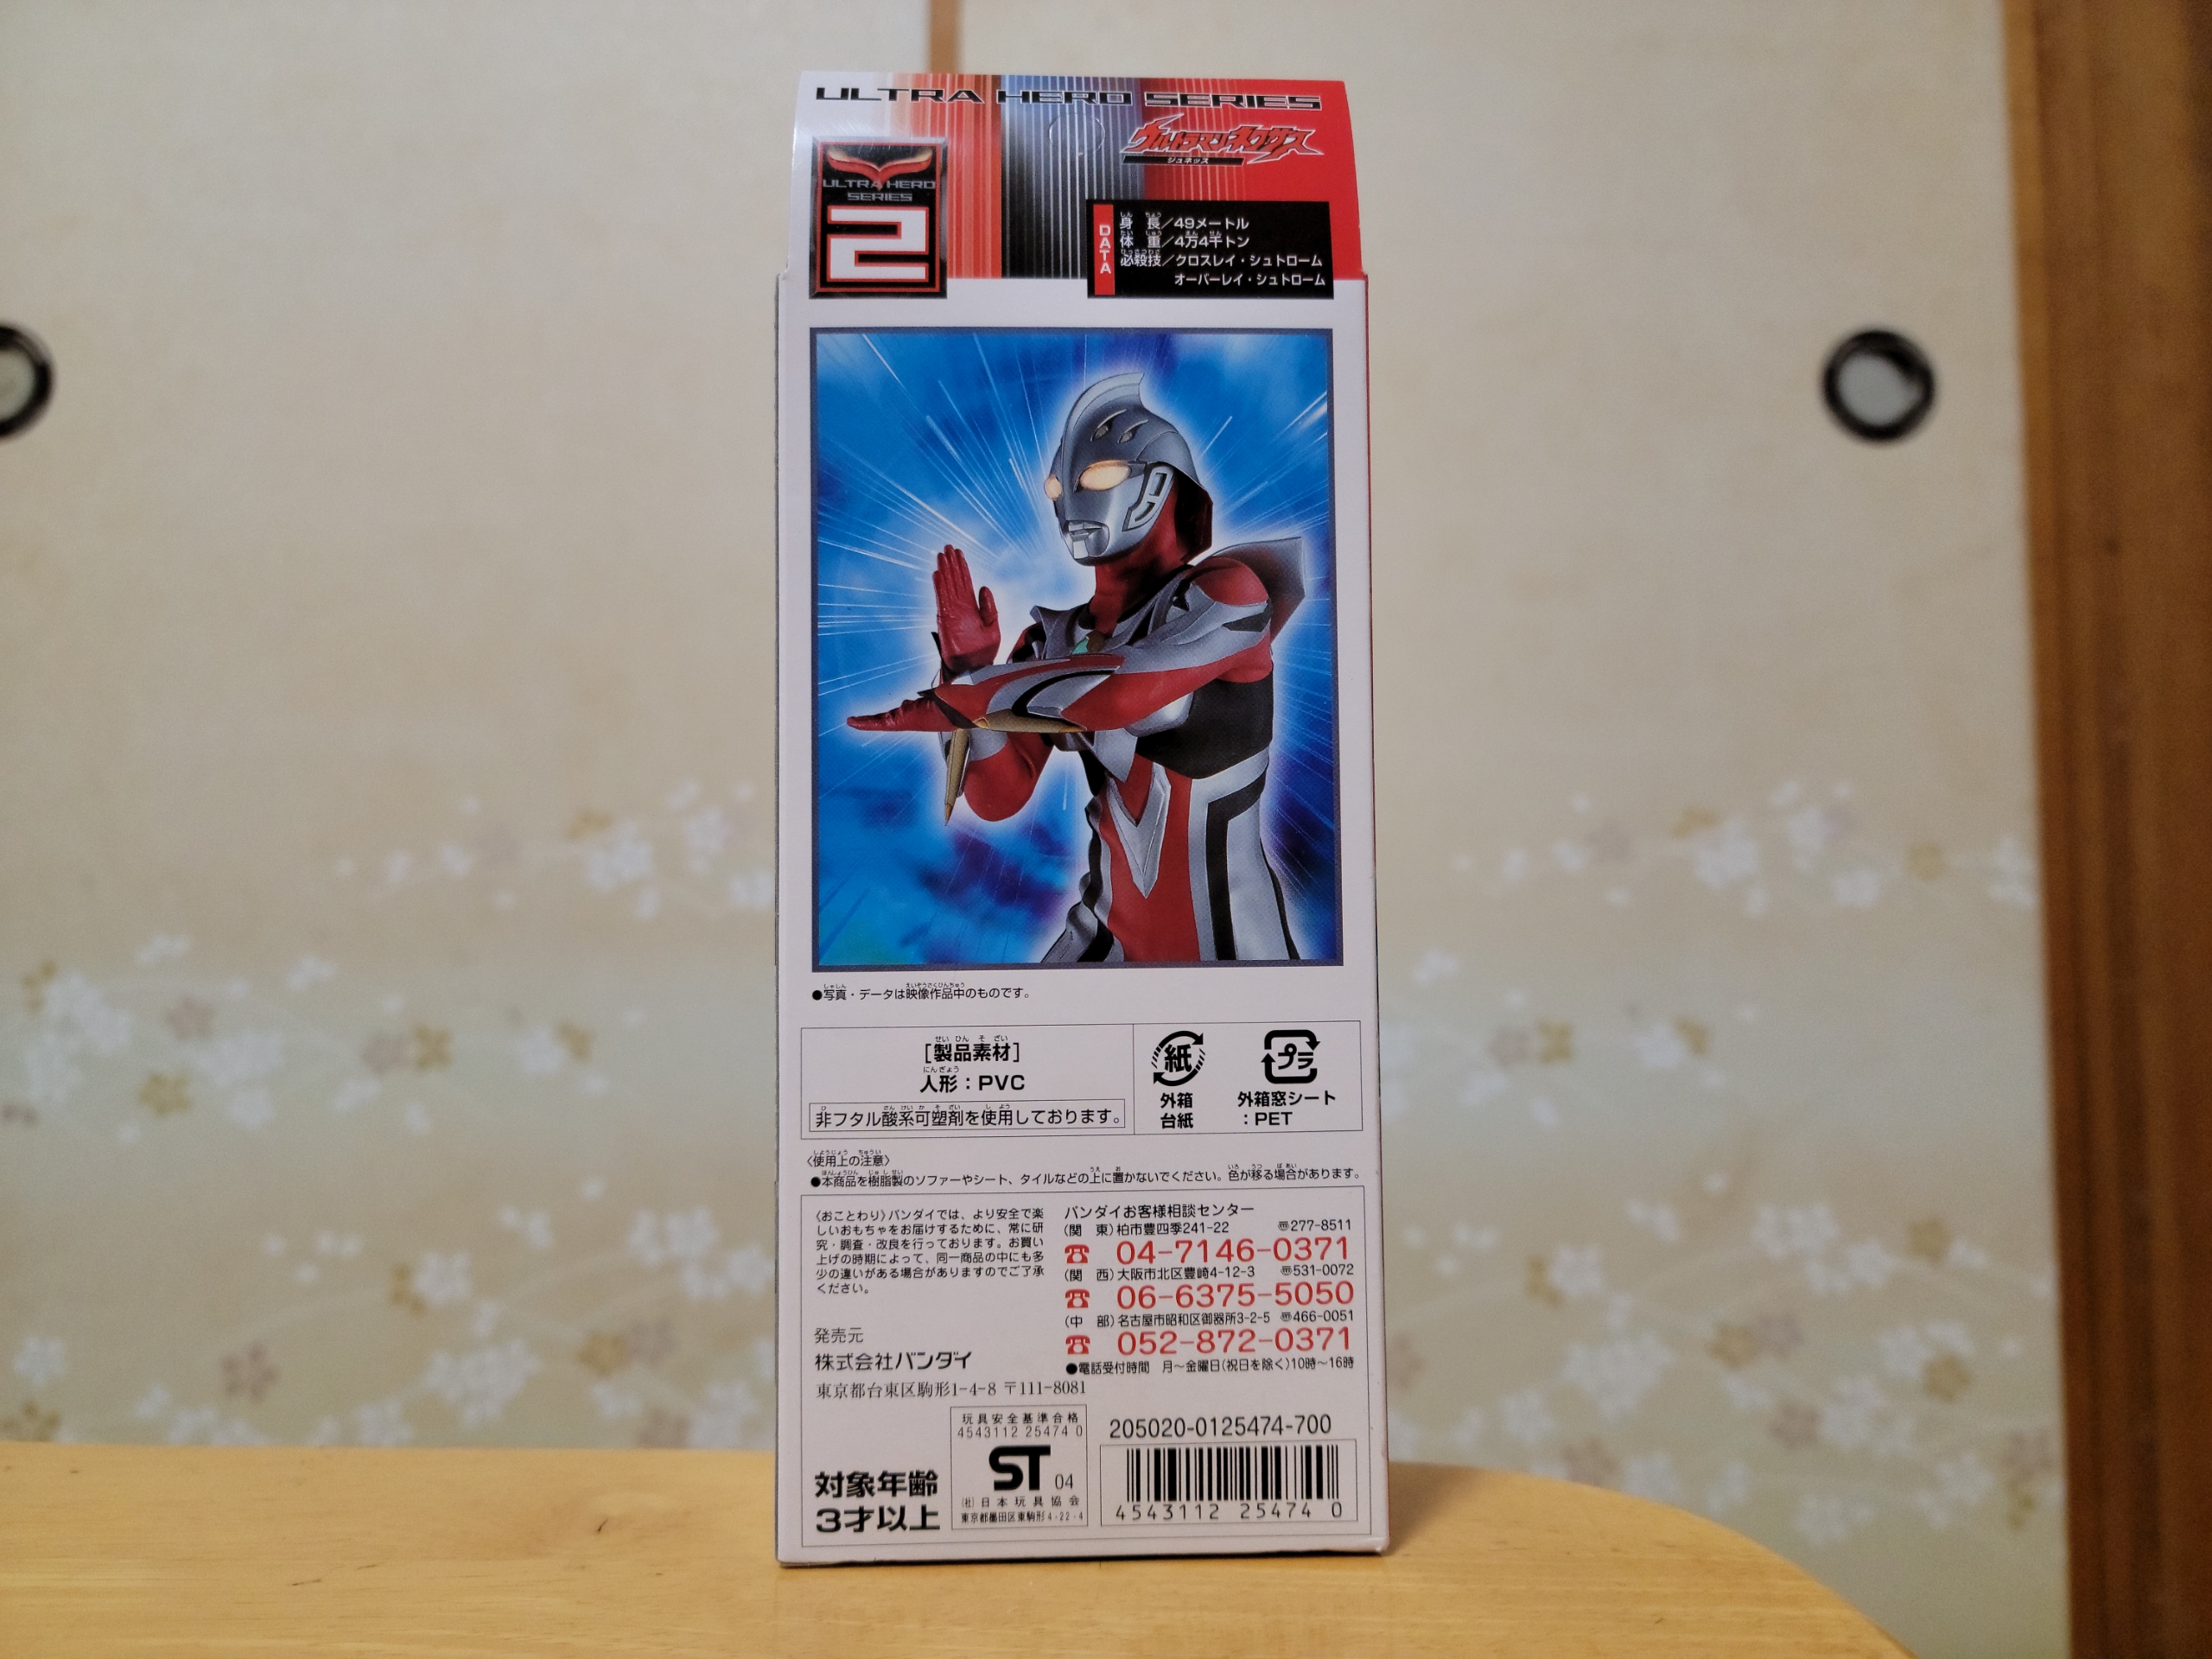 ULTRA HERO SERIES
ウルトラマンネクサス
ジュネッス
ULTRA HERO
SERIES
2
DATA
身長／49メートル
体重／4万4千トン
必殺技／クロスレイ・シュトローム
オーバーレイ・シュトローム
●写真・データは映像作品中のものです。
[製品素材]
人形：PVC
非フタル酸系可塑剤を使用しております。
紙
外箱
台紙
プラ
外箱窓シート
：PET
〈使用上の注意〉
●本商品を樹脂製のソファーやシート、タイルなどの上に置かないでください。色が移る場合があります。
〈おことわり〉バンダイでは、より安全で楽
しいおもちゃをお届けするために、常に研
究・調査・改良を行っております。お買い
上げの時期によって、同一商品の中にも多
少の違いがある場合がありますのでご了承
ください。
発売元
株式会社バンダイ
東京都台東区駒形1-4-8 〒111-8081
バンダイお客様相談センター
(関 東)柏市豊四季241-22 〠277-8511
☎ 04-7146-0371
(関 西)大阪市北区豊崎4-12-3 〠531-0072
☎ 06-6375-5050
(中 部)名古屋市昭和区御器所3-2-5 〠466-0051
☎ 052-872-0371
●電話受付時間 月〜金曜日(祝日を除く)10時〜16時
対象年齢
3才以上
玩具安全基準合格
4543112 25474 0
ST 04
(社)日本玩具協会
東京都墨田区東駒形4-22-4
205020-0125474-700
4543112 25474 0